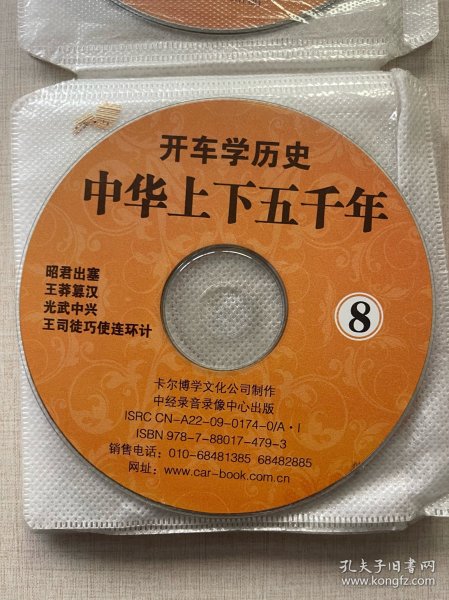 开车学历史
中华上下五千年
昭君出塞
王莽篡汉
光武中兴
王司徒巧使连环计
8
卡尔博学文化公司制作
中经录音录像中心出版
ISRC CN-A22-09-0174-0/A·I
ISBN 978-7-88017-479-3
销售电话：010-68481385 68482885
网址：www.car-book.com.cn
孔夫子旧书网
www.kongfz.com